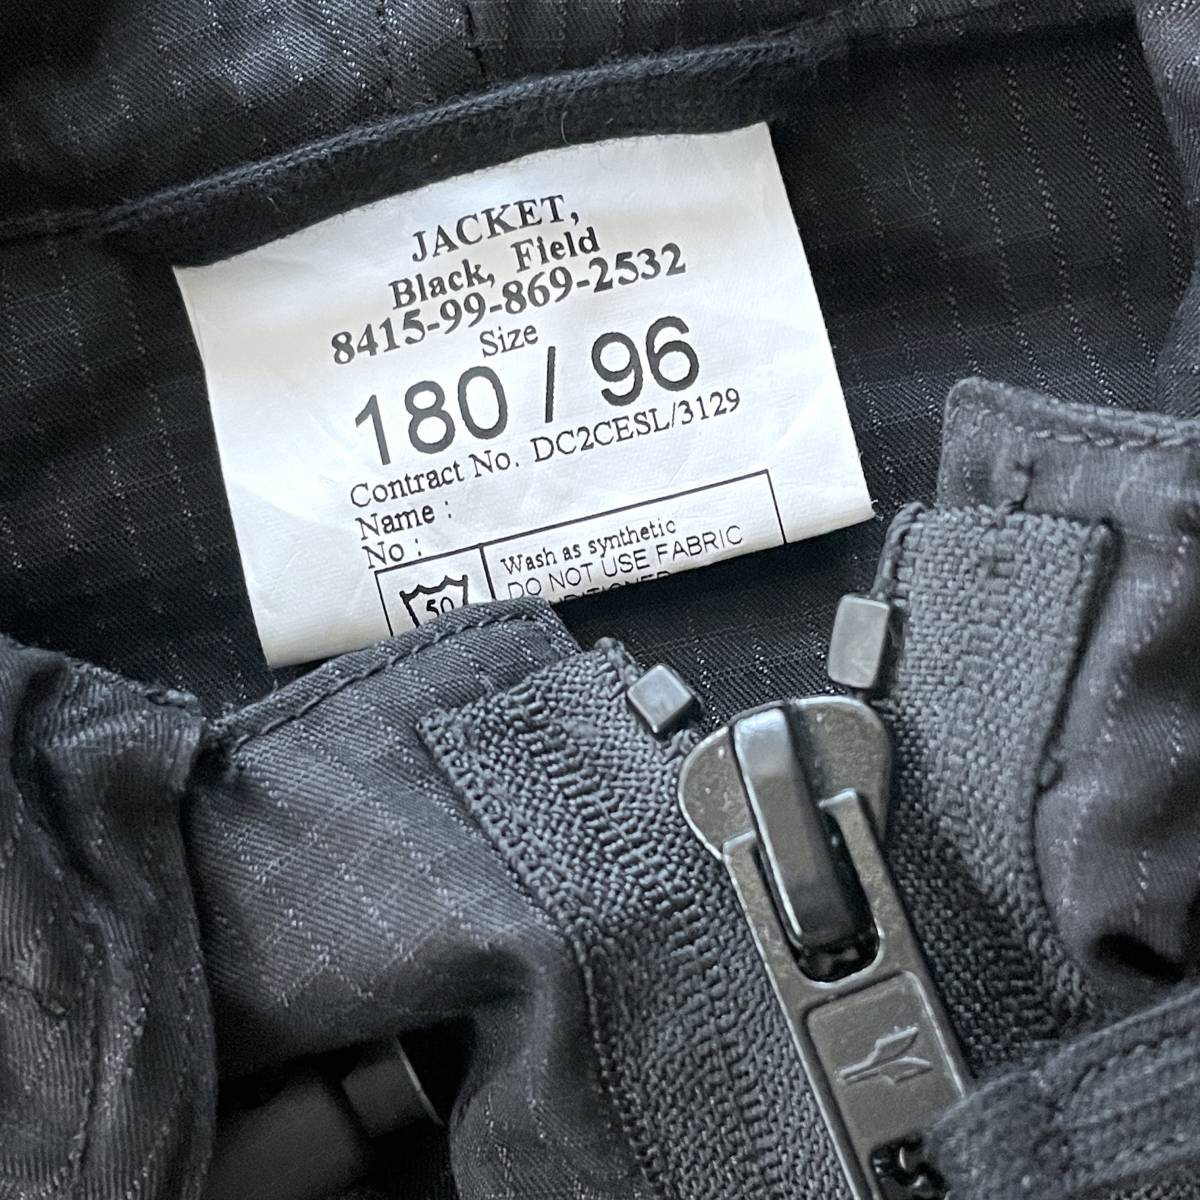 JACKET,
Black, Field
8415-99-869-2532
Size
180 / 96
Contract No. DC2CESL/3129
Name :
No :
50
Wash as synthetic
DO NOT USE FABRIC